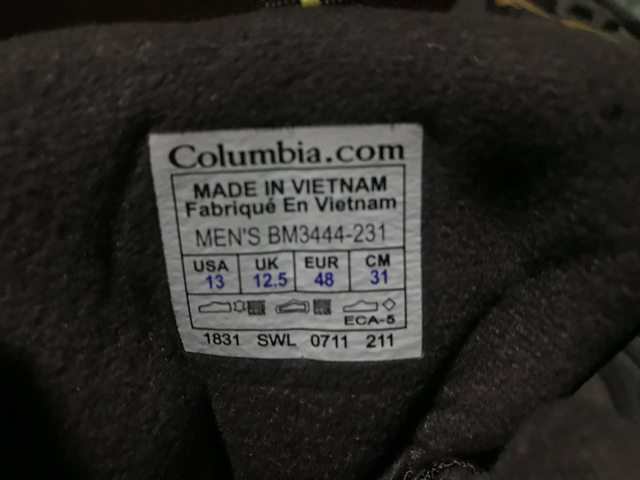 Columbia.com
MADE IN VIETNAM
Fabriqué En Vietnam
MEN'S BM3444-231
USA UK EUR CM
13 12.5 48 31
ECA-5
1831 SWL 0711 211